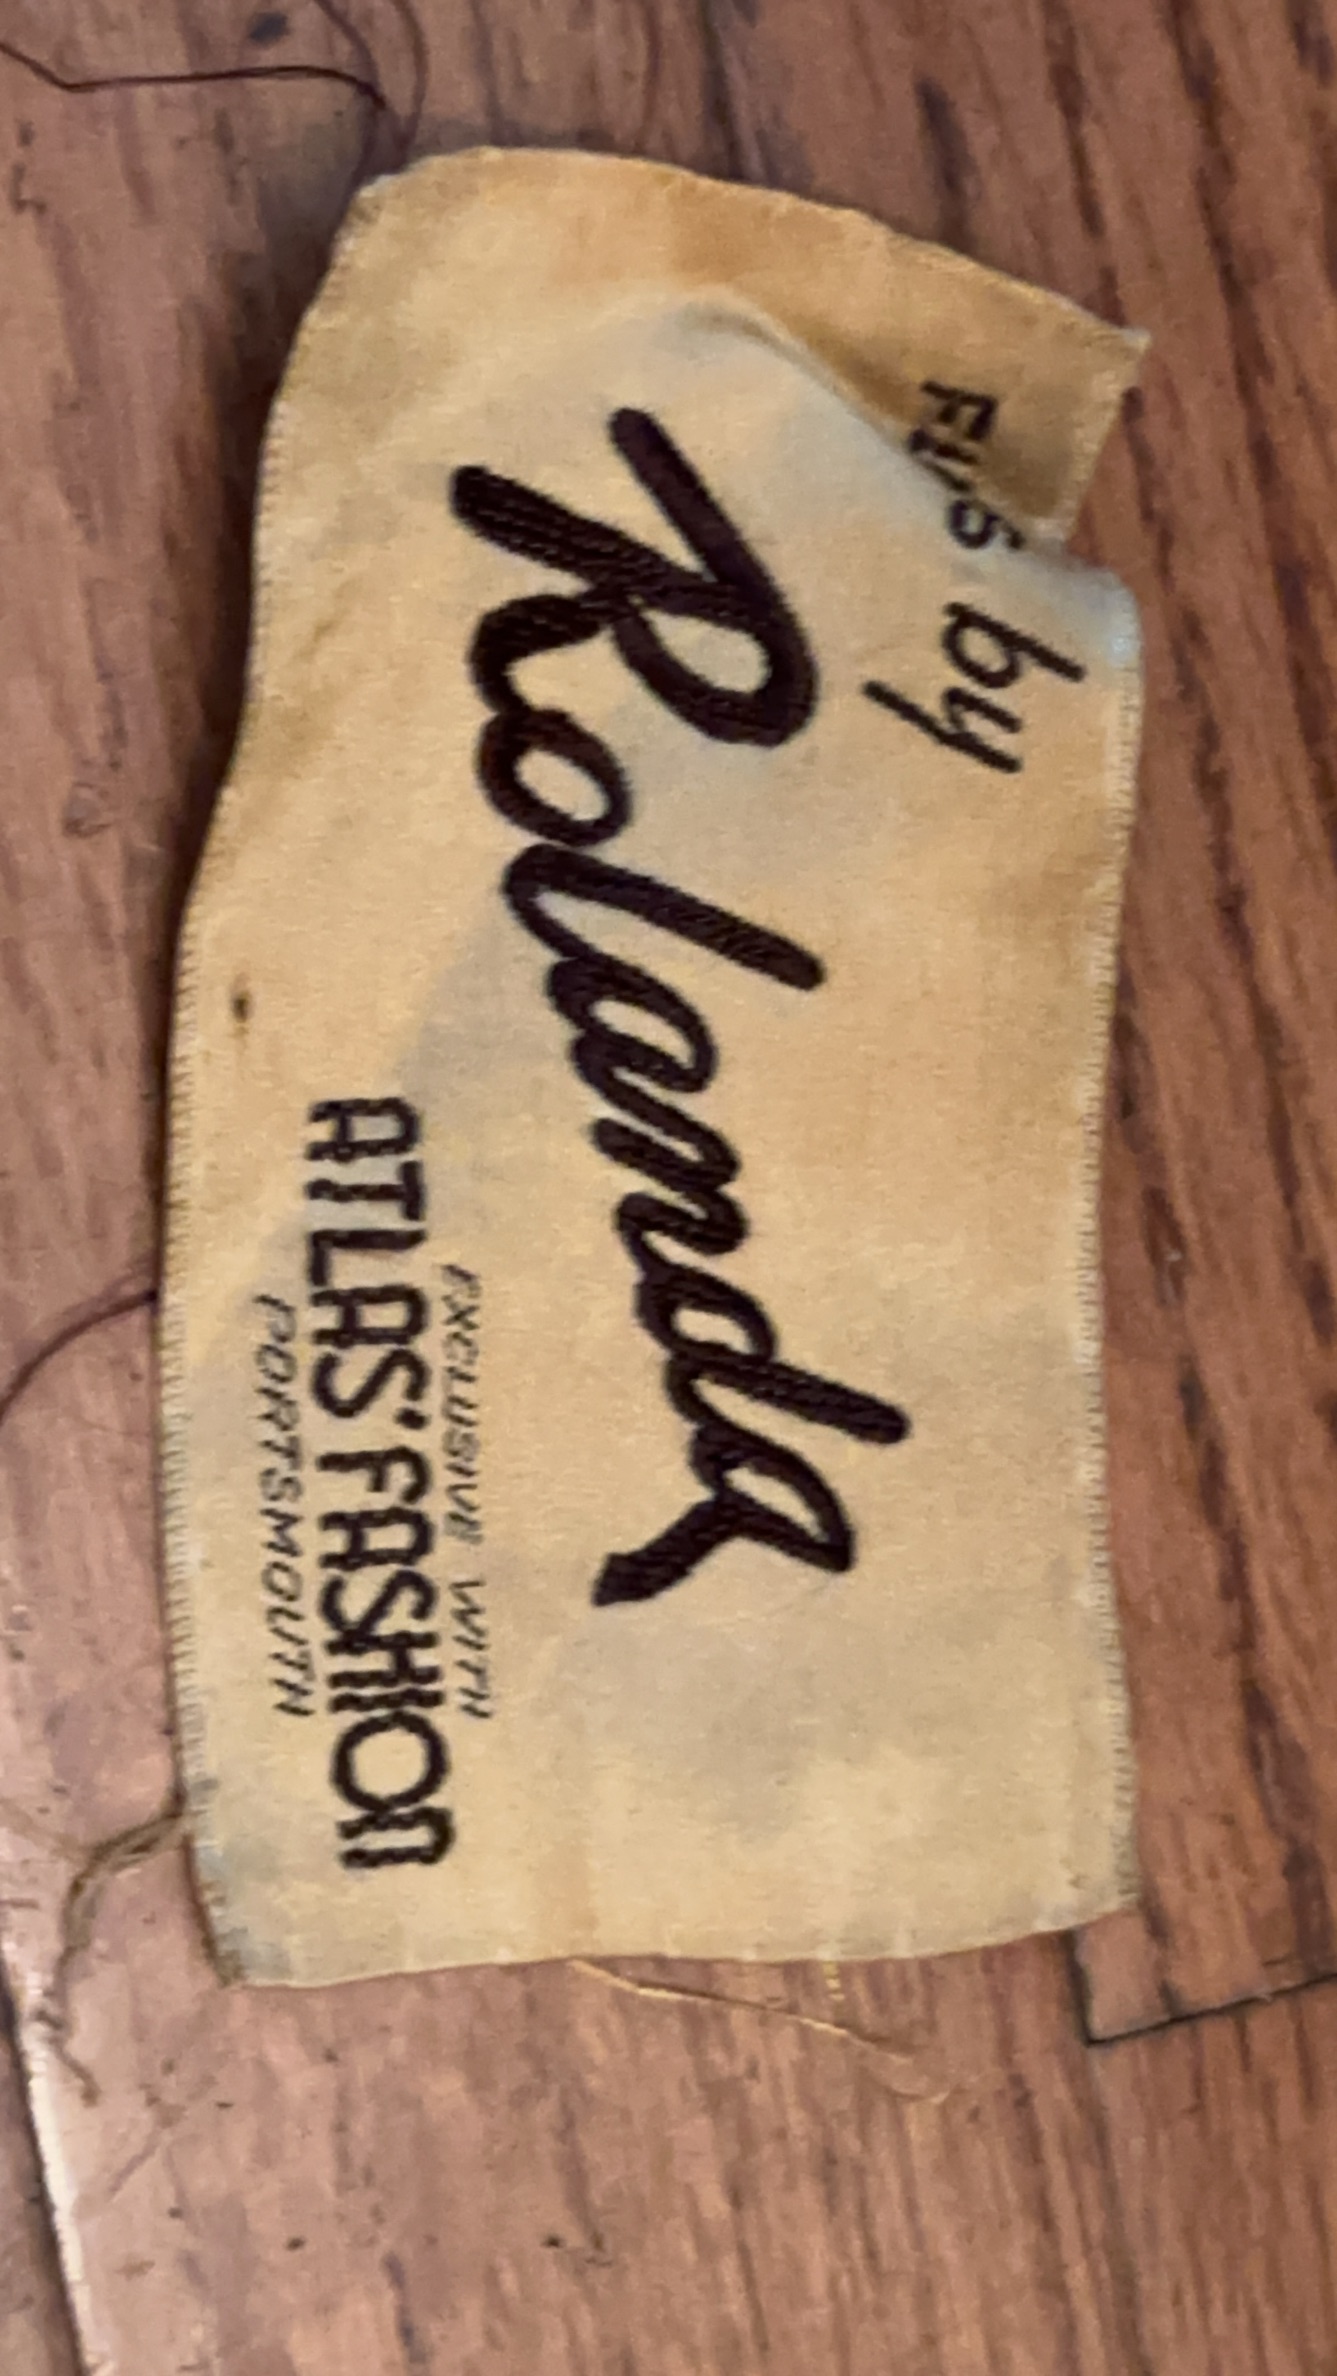 Furs by
Rolanda
EXCLUSIVE WITH
ATLAS' FASHION
PORTSMOUTH